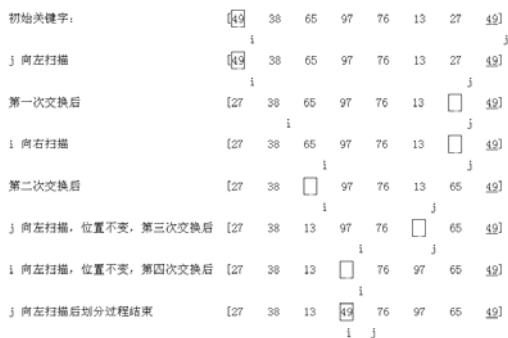 初始关键字： [49 38 65 97 76 13 27 49]
i j
j 向左扫描 [49 38 65 97 76 13 27 49]
i j
第一次交换后 [27 38 65 97 76 13 49]
i j
i 向右扫描 [27 38 65 97 76 13 49]
i j
第二次交换后 [27 38 97 76 13 65 49]
i j
j 向左扫描，位置不变，第三次交换后 [27 38 13 97 76 65 49]
i j
i 向左扫描，位置不变，第四次交换后 [27 38 13 76 97 65 49]
i
j 向左扫描后划分过程结束 [27 38 13 49 76 97 65 49]
i j